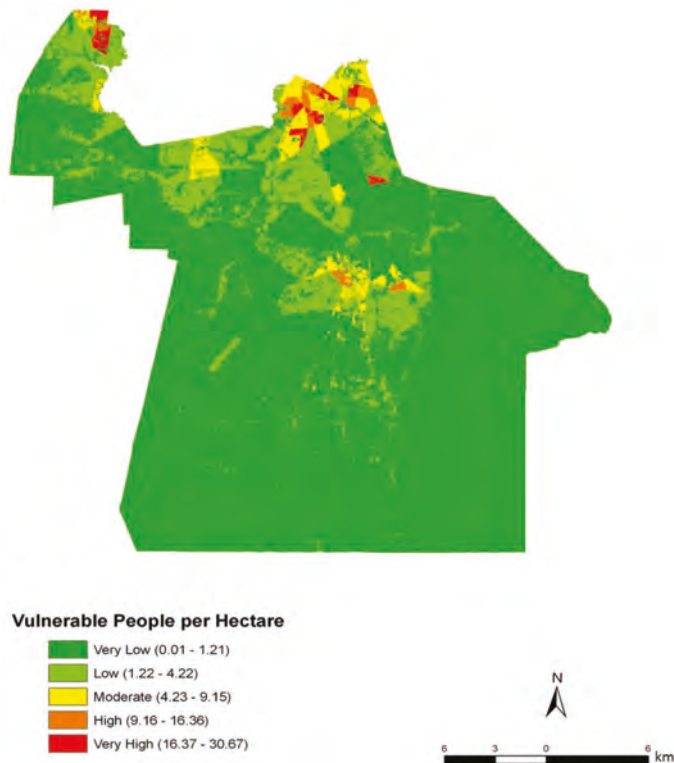 Vulnerable People per Hectare
Very Low (0.01 - 1.21)
Low (1.22 - 4.22)
Moderate (4.23 - 9.15)
High (9.16 - 16.36)
Very High (16.37 - 30.67)
N
6 3 0 6 km